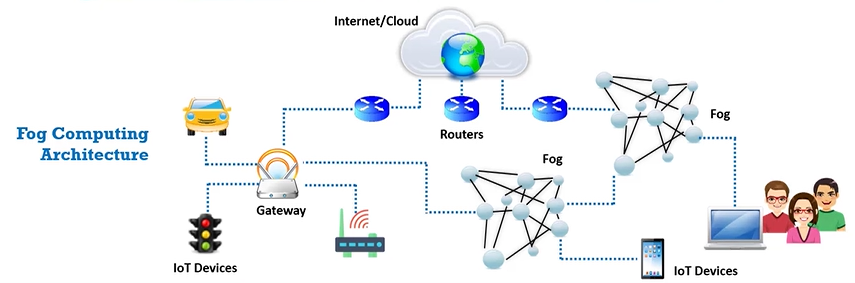 Internet/Cloud
Fog Computing
Architecture
Routers
Fog
Fog
Gateway
IoT Devices
IoT Devices